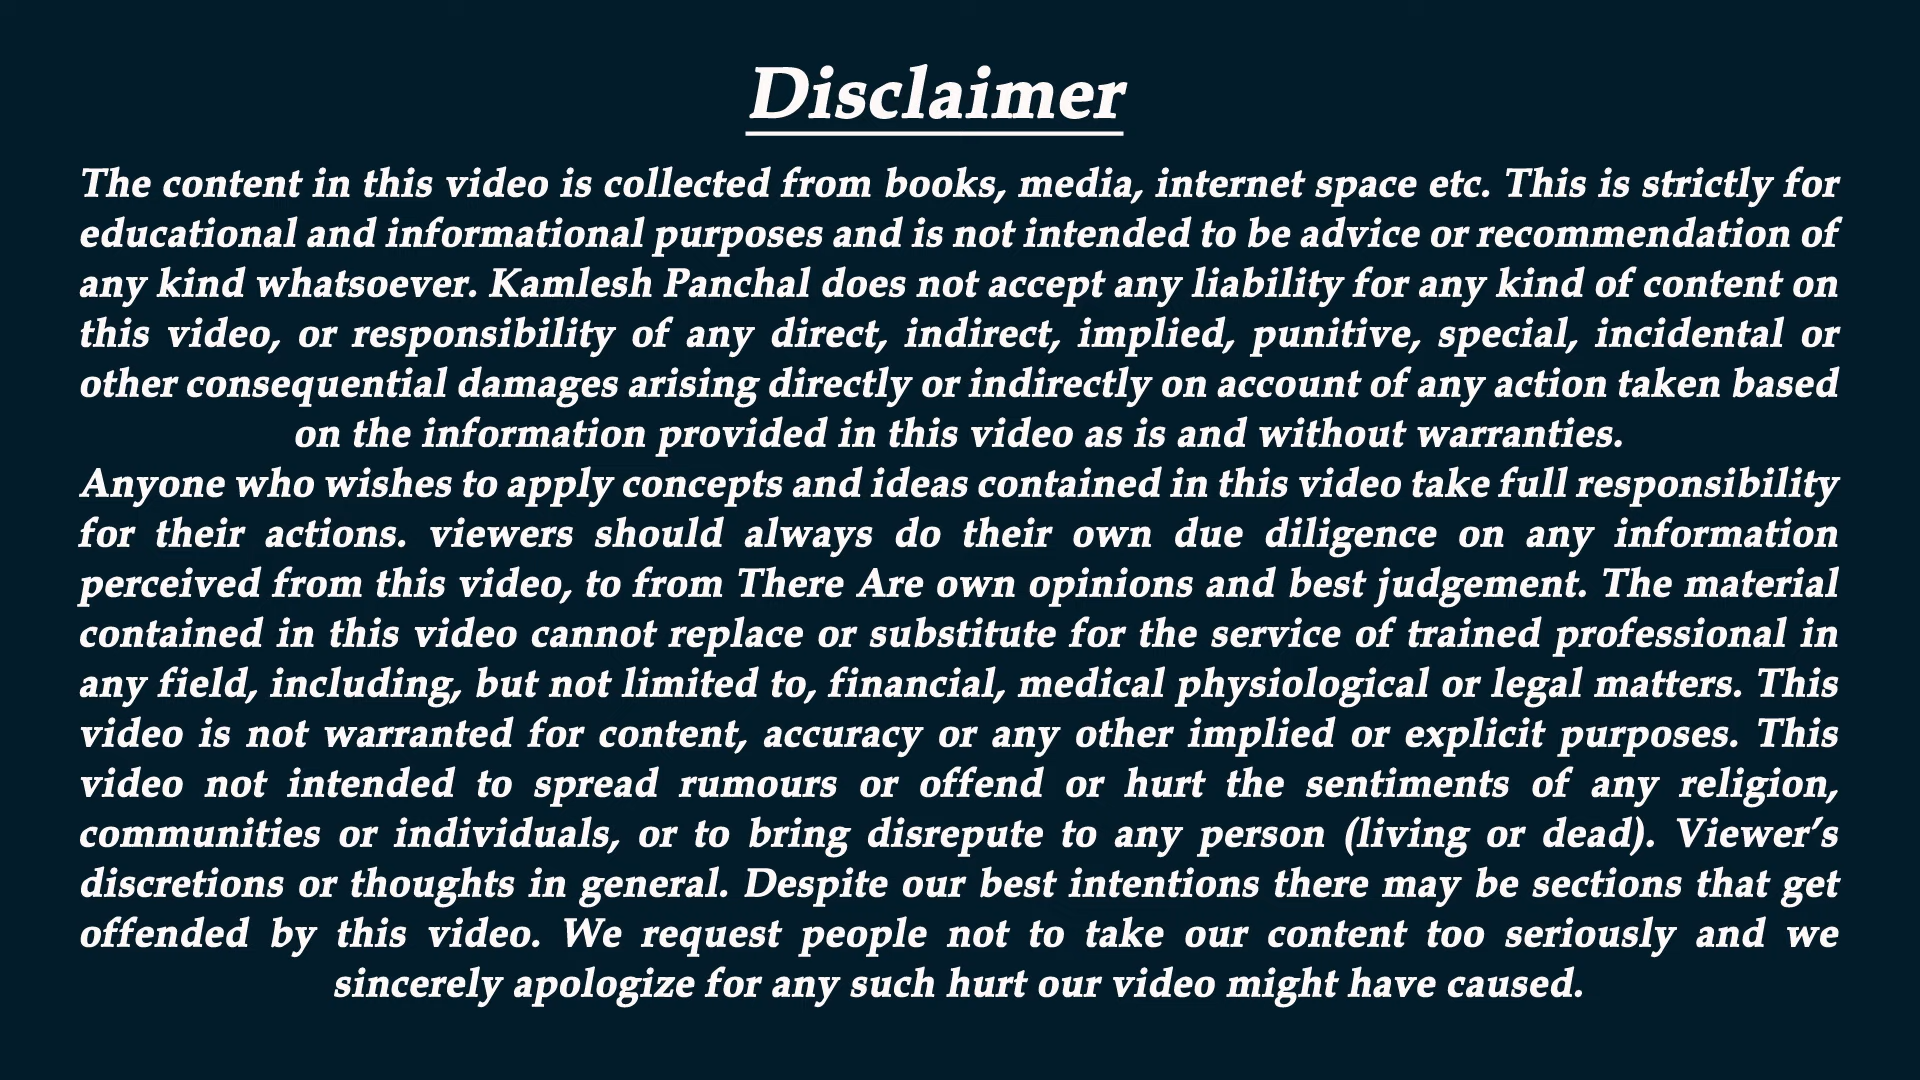 Disclaimer
The content in this video is collected from books, media, internet space etc. This is strictly for
educational and informational purposes and is not intended to be advice or recommendation of
any kind whatsoever. Kamlesh Panchal does not accept any liability for any kind of content on
this video, or responsibility of any direct, indirect, implied, punitive, special, incidental or
other consequential damages arising directly or indirectly on account of any action taken based
on the information provided in this video as is and without warranties.
Anyone who wishes to apply concepts and ideas contained in this video take full responsibility
for their actions. viewers should always do their own due diligence on any information
perceived from this video, to from There Are own opinions and best judgement. The material
contained in this video cannot replace or substitute for the service of trained professional in
any field, including, but not limited to, financial, medical physiological or legal matters. This
video is not warranted for content, accuracy or any other implied or explicit purposes. This
video not intended to spread rumours or offend or hurt the sentiments of any religion,
communities or individuals, or to bring disrepute to any person (living or dead). Viewer’s
discretions or thoughts in general. Despite our best intentions there may be sections that get
offended by this video. We request people not to take our content too seriously and we
sincerely apologize for any such hurt our video might have caused.